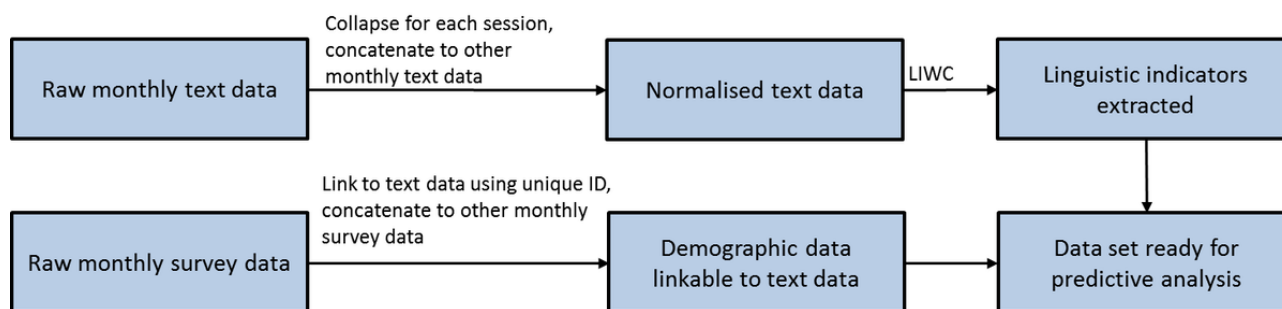 Collapse for each session,
concatenate to other
monthly text data
Raw monthly text data
Normalised text data
LIWC
Linguistic indicators
extracted
Link to text data using unique ID,
concatenate to other monthly
survey data
Raw monthly survey data
Demographic data
linkable to text data
Data set ready for
predictive analysis